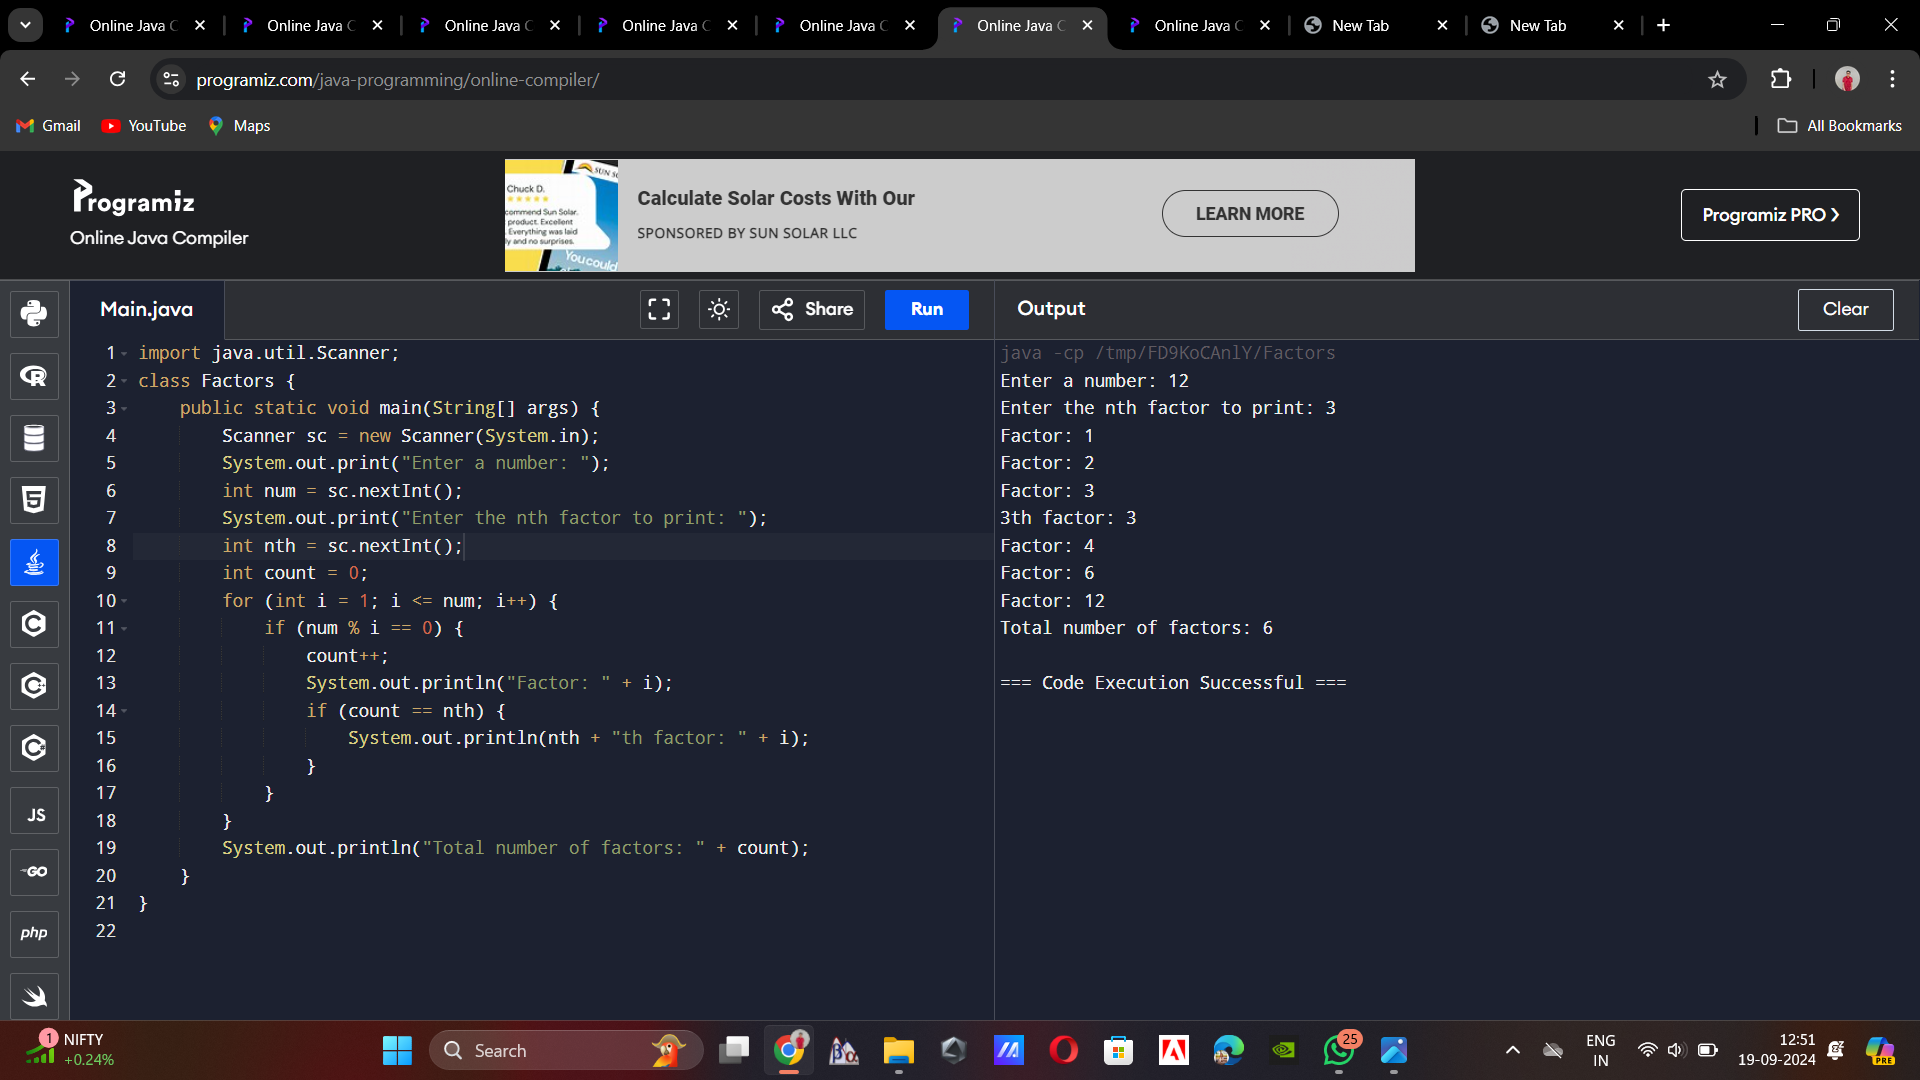 Online Java C
Online Java C
Online Java C
Online Java C
Online Java C
Online Java C
Online Java C
New Tab
New Tab
programiz.com/java-programming/online-compiler/
Gmail
YouTube
Maps
All Bookmarks
Programiz
Online Java Compiler
Chuck D.
commend Sun Solar.
product. Excellent
Everything was laid
ly and no surprises.
You could
Calculate Solar Costs With Our
SPONSORED BY SUN SOLAR LLC
LEARN MORE
Programiz PRO
Main.java
Share
Run
Output
Clear
1 import java.util.Scanner;
2 class Factors {
3 public static void main(String[] args) {
4 Scanner sc = new Scanner(System.in);
5 System.out.print("Enter a number: ");
6 int num = sc.nextInt();
7 System.out.print("Enter the nth factor to print: ");
8 int nth = sc.nextInt();
9 int count = 0;
10 for (int i = 1; i <= num; i++) {
11 if (num % i == 0) {
12 count++;
13 System.out.println("Factor: " + i);
14 if (count == nth) {
15 System.out.println(nth + "th factor: " + i);
16 }
17 }
18 }
19 System.out.println("Total number of factors: " + count);
20 }
21 }
22
java -cp /tmp/FD9KoCAnlY/Factors
Enter a number: 12
Enter the nth factor to print: 3
Factor: 1
Factor: 2
Factor: 3
3th factor: 3
Factor: 4
Factor: 6
Factor: 12
Total number of factors: 6
=== Code Execution Successful ===
JS
GO
php
1
NIFTY
+0.24%
Search
25
ENG
IN
12:51
19-09-2024
PRE